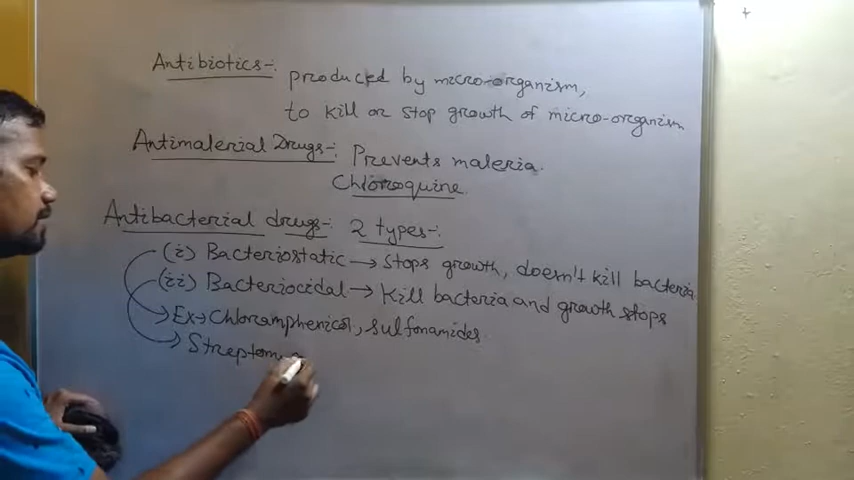 Antibiotics-: produced by micro-organism,
to kill or stop growth of micro-organism
Antimalerial Drugs-: Prevents maleria.
Chloroquine.
Antibacterial drugs-: 2 types-:
(i) Bacteriostatic → Stops growth, doesn't kill bacteria.
(ii) Bacteriocidal → Kill bacteria and growth stops
Ex→ Chloramphenicol, sulfonamides.